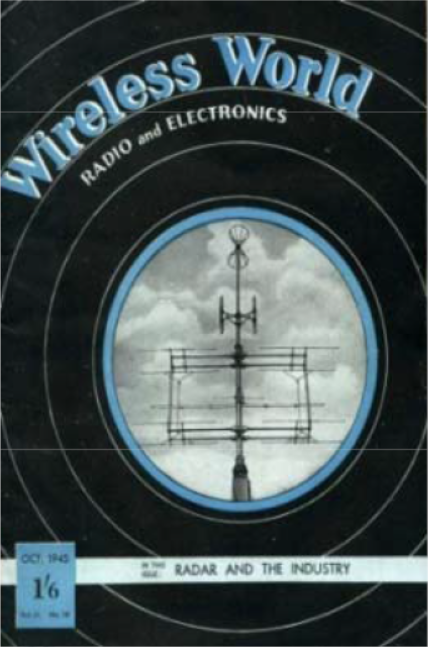 Wireless World
RADIO and ELECTRONICS
OCT. 1945
1'6
IN THIS
ISSUE:
RADAR AND THE INDUSTRY